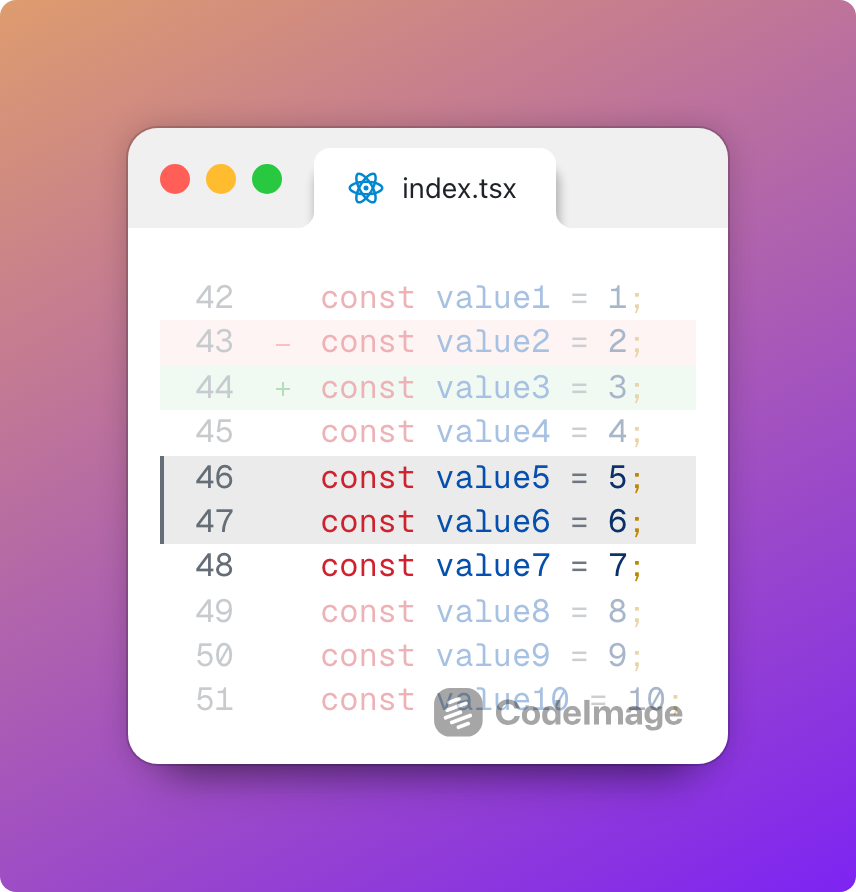 index.tsx
42 const value1 = 1;
43 - const value2 = 2;
44 + const value3 = 3;
45 const value4 = 4;
46 const value5 = 5;
47 const value6 = 6;
48 const value7 = 7;
49 const value8 = 8;
50 const value9 = 9;
51 const value10 = 10;
CodeImage